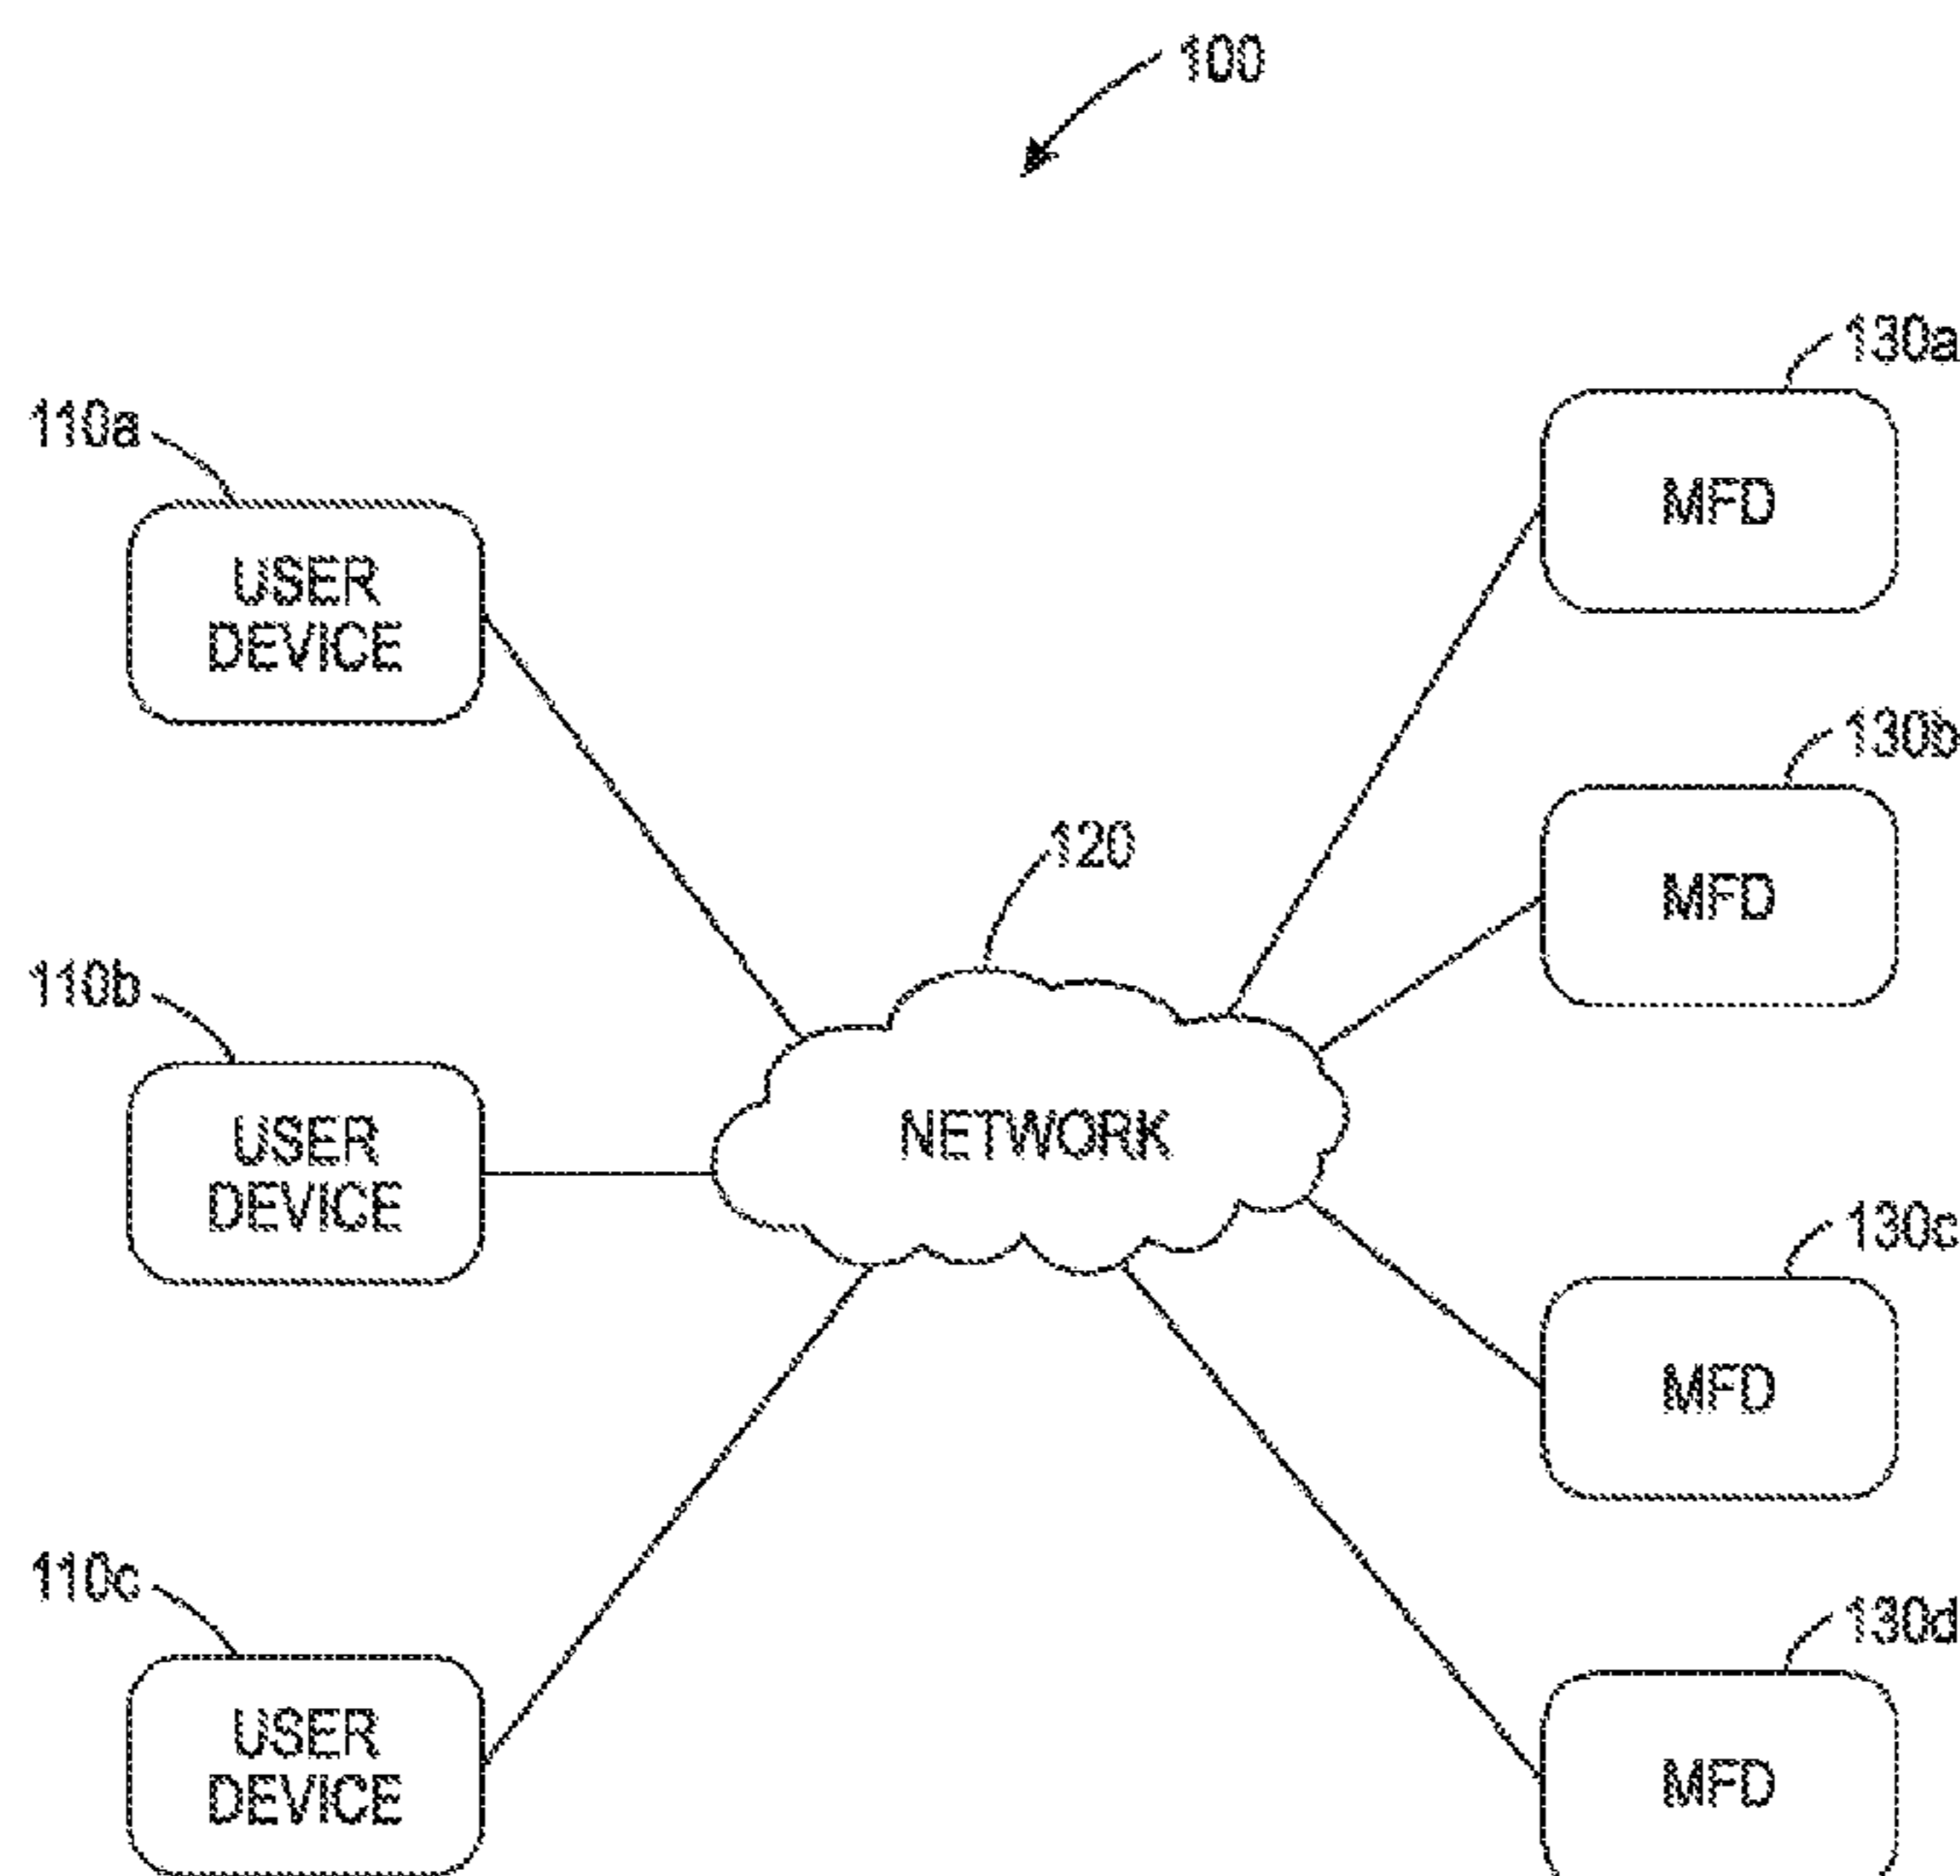 100
130a
110a
MFD
USER
DEVICE
130b
120
MFD
110b
NETWORK
USER
DEVICE
130c
MFD
110c
130d
USER
DEVICE
MFD